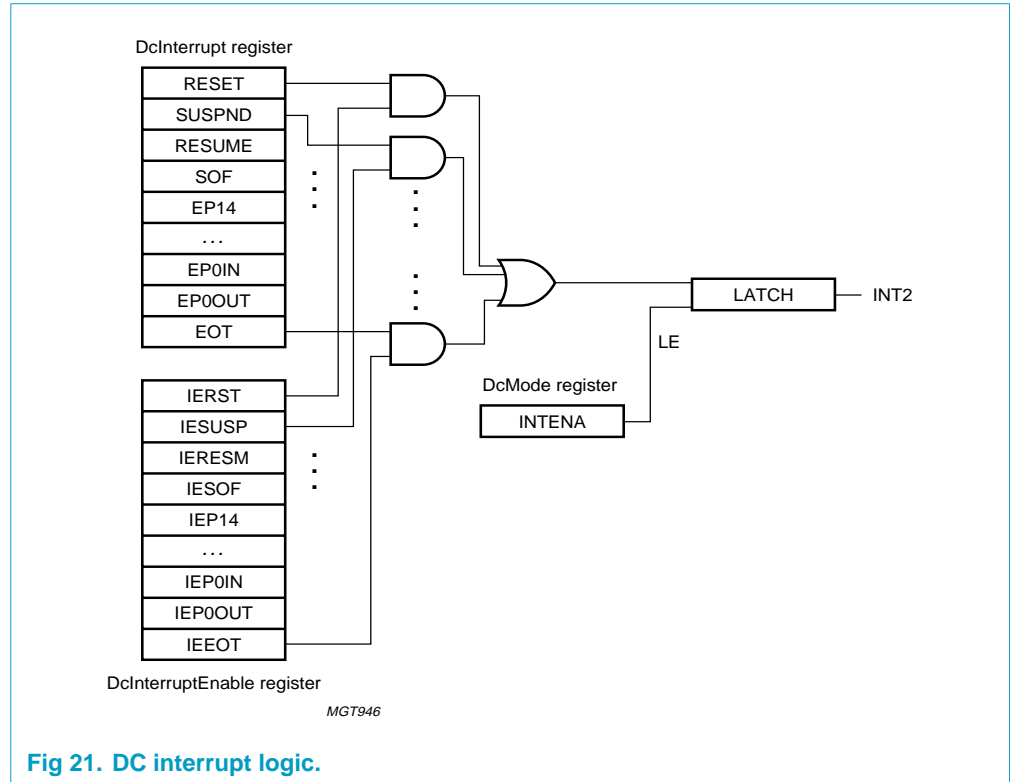 DcInterrupt register
RESET
SUSPND
RESUME
SOF
EP14
...
EP0IN
EP0OUT
EOT
LATCH
INT2
LE
DcMode register
INTENA
IERST
IESUSP
IERESM
IESOF
IEP14
...
IEP0IN
IEP0OUT
IEEOT
DcInterruptEnable register
MGT946
Fig 21. DC interrupt logic.